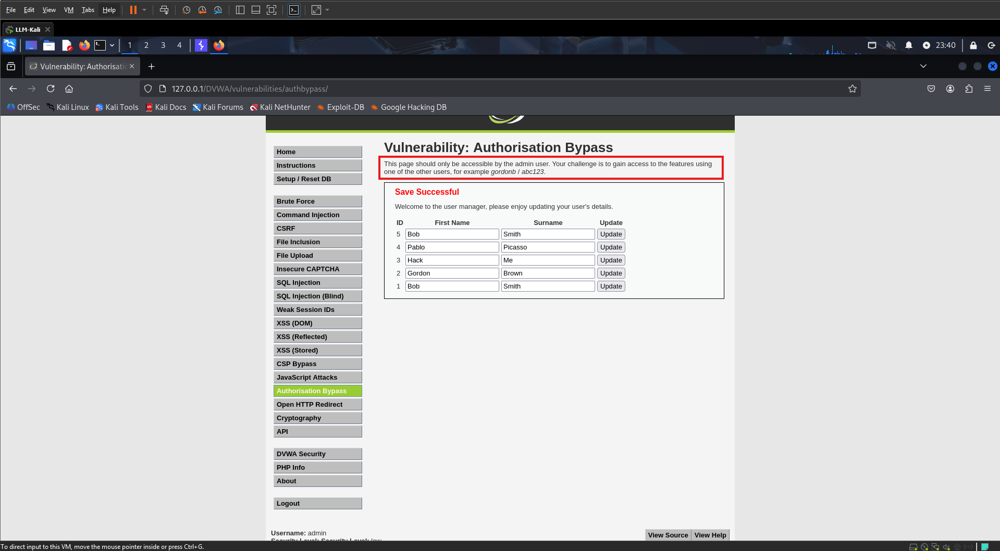 File Edit View VM Tabs Help
LLM-Kali
1 2 3 4
23:40
Vulnerability: Authorisatio
127.0.0.1/DVWA/vulnerabilities/authbypass/
OffSec Kali Linux Kali Tools Kali Docs Kali Forums Kali NetHunter Exploit-DB Google Hacking DB
Home
Instructions
Setup / Reset DB
Brute Force
Command Injection
CSRF
File Inclusion
File Upload
Insecure CAPTCHA
SQL Injection
SQL Injection (Blind)
Weak Session IDs
XSS (DOM)
XSS (Reflected)
XSS (Stored)
CSP Bypass
JavaScript Attacks
Authorisation Bypass
Open HTTP Redirect
Cryptography
API
DVWA Security
PHP Info
About
Logout
Vulnerability: Authorisation Bypass
This page should only be accessible by the admin user. Your challenge is to gain access to the features using
one of the other users, for example gordonb / abc123.
Save Successful
Welcome to the user manager, please enjoy updating your user's details.
ID First Name Surname Update
5 Bob Smith Update
4 Pablo Picasso Update
3 Hack Me Update
2 Gordon Brown Update
1 Bob Smith Update
Username: admin
Security Level: Security Level: low
View Source View Help
To direct input to this VM, move the mouse pointer inside or press Ctrl+G.